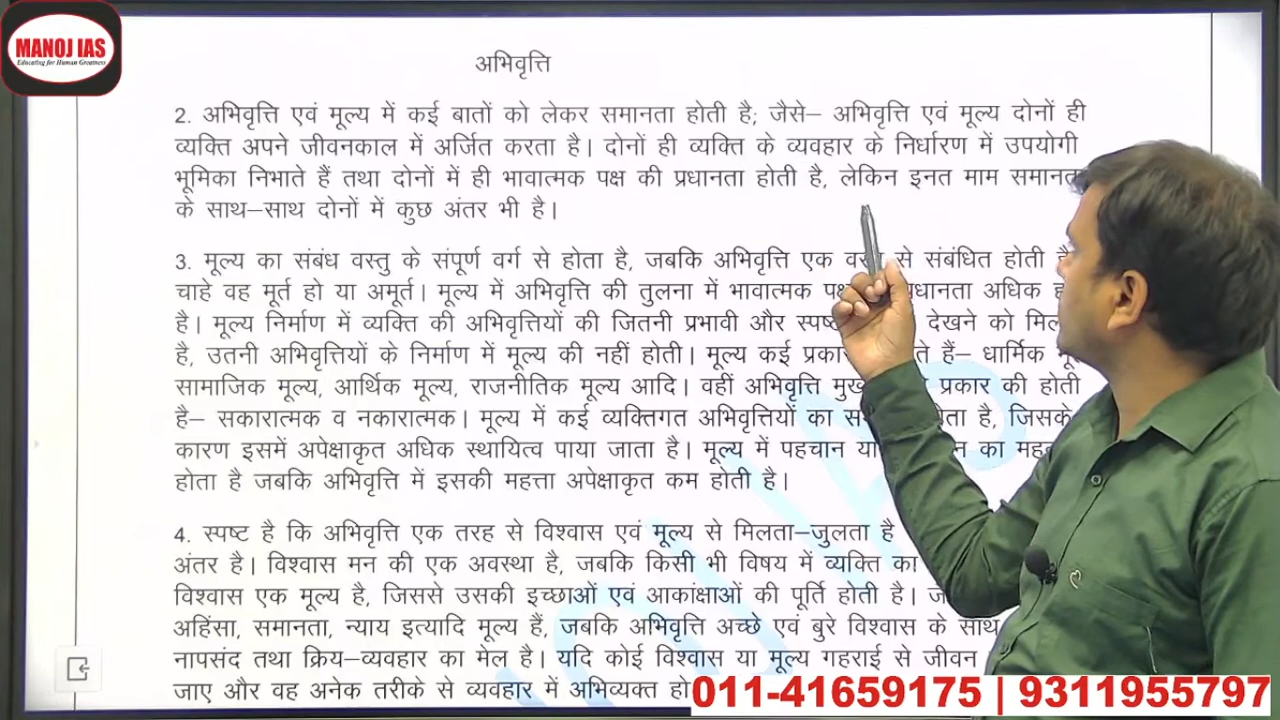 MANOJ IAS
Educating for Human Greatness
अभिवृत्ति
2. अभिवृत्ति एवं मूल्य में कई बातों को लेकर समानता होती है; जैसे– अभिवृत्ति एवं मूल्य दोनों ही
व्यक्ति अपने जीवनकाल में अर्जित करता है। दोनों ही व्यक्ति के व्यवहार के निर्धारण में उपयोगी
भूमिका निभाते हैं तथा दोनों में ही भावात्मक पक्ष की प्रधानता होती है, लेकिन इनत माम
के साथ–साथ दोनों में कुछ अंतर भी है।
3. मूल्य का संबंध वस्तु के संपूर्ण वर्ग से होता है, जबकि अभिवृत्ति एक से संबंधित होती
चाहे वह मूर्त हो या अमूर्त। मूल्य में अभिवृत्ति की तुलना में भावात्मक अधिक
है। मूल्य निर्माण में व्यक्ति की अभिवृत्तियों की जितनी प्रभावी और देखने को
है, उतनी अभिवृत्तियों के निर्माण में मूल्य की नहीं होती। मूल्य कई हैं– धार्मिक
सामाजिक मूल्य, आर्थिक मूल्य, राजनीतिक मूल्य आदि। वहीं अभिवृत्ति प्रकार की होती
है– सकारात्मक व नकारात्मक। मूल्य में कई व्यक्तिगत अभिवृत्तियों का है, जिसके
कारण इसमें अपेक्षाकृत अधिक स्थायित्व पाया जाता है। मूल्य में पहचान का
होता है जबकि अभिवृत्ति में इसकी महत्ता अपेक्षाकृत कम होती है।
4. स्पष्ट है कि अभिवृत्ति एक तरह से विश्वास एवं मूल्य से मिलता–जुलता है
अंतर है। विश्वास मन की एक अवस्था है, जबकि किसी भी विषय में व्यक्ति का
विश्वास एक मूल्य है, जिससे उसकी इच्छाओं एवं आकांक्षाओं की पूर्ति होती है।
अहिंसा, समानता, न्याय इत्यादि मूल्य हैं, जबकि अभिवृत्ति अच्छे एवं बुरे विश्वास के साथ
नापसंद तथा क्रिय–व्यवहार का मेल है। यदि कोई विश्वास या मूल्य गहराई से जीवन
जाए और वह अनेक तरीके से व्यवहार में अभिव्यक्त
011-41659175 | 9311955797